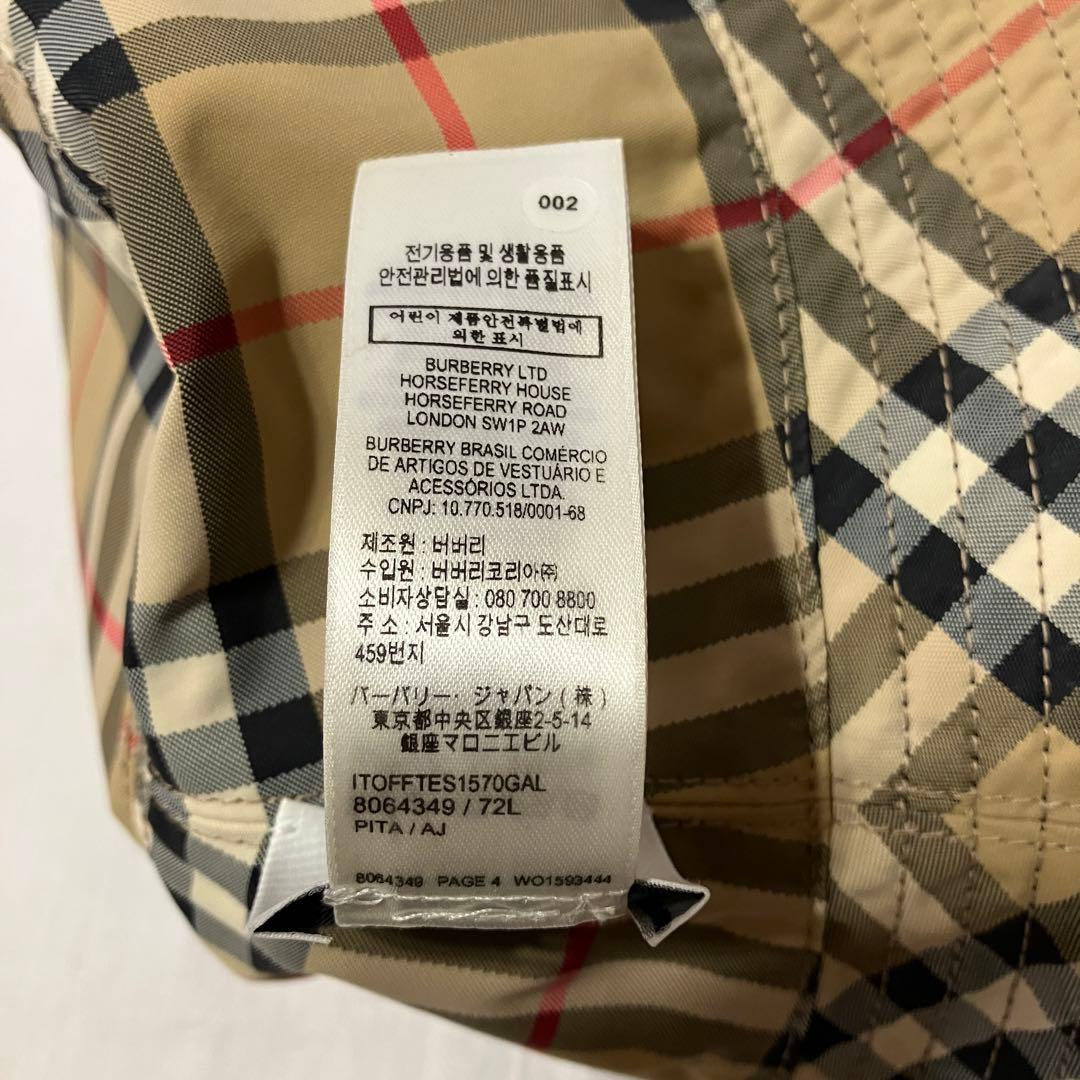 002
전기용품 및 생활용품
안전관리법에 의한 품질표시
어린이 제품안전특별법에
의한 표시
BURBERRY LTD
HORSEFERRY HOUSE
HORSEFERRY ROAD
LONDON SW1P 2AW
BURBERRY BRASIL COMÉRCIO
DE ARTIGOS DE VESTUÁRIO E
ACESSÓRIOS LTDA.
CNPJ: 10.770.518/0001-68
제조원 : 버버리
수입원 : 버버리코리아㈜
소비자상담실 : 080 700 8800
주 소 : 서울시 강남구 도산대로
459번지
バーバリー・ジャパン(株)
東京都中央区銀座2-5-14
銀座マロニエビル
ITOFFTES1570GAL
8064349 / 72L
PITA / AJ
8064349 PAGE 4 WO1593444